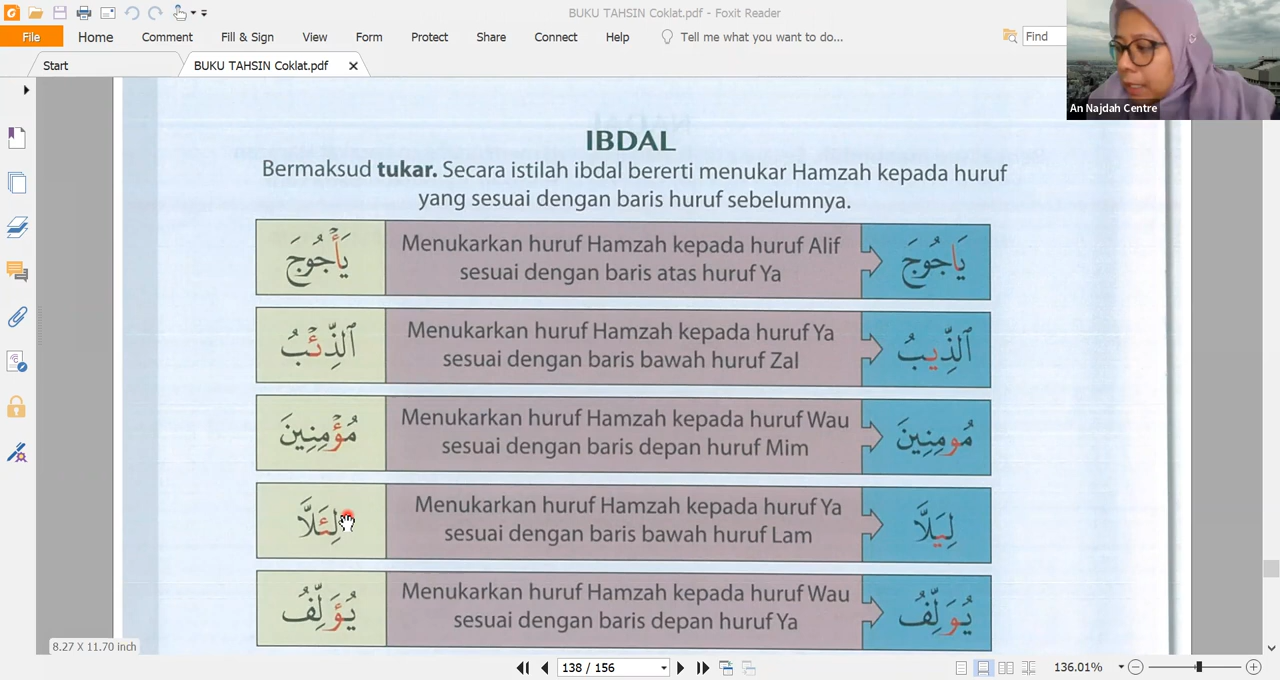 BUKU TAHSIN Coklat.pdf - Foxit Reader
File Home Comment Fill & Sign View Form Protect Share Connect Help Tell me what you want to do... Find
Start BUKU TAHSIN Coklat.pdf
An Najdah Centre
IBDAL
Bermaksud tukar. Secara istilah ibdal bererti menukar Hamzah kepada huruf
yang sesuai dengan baris huruf sebelumnya.
يَأْجُوجَ
Menukarkan huruf Hamzah kepada huruf Alif
sesuai dengan baris atas huruf Ya
يَاجُوجَ
ٱلذِّئْبُ
Menukarkan huruf Hamzah kepada huruf Ya
sesuai dengan baris bawah huruf Zal
ٱلذِّيبُ
مُؤْمِنِينَ
Menukarkan huruf Hamzah kepada huruf Wau
sesuai dengan baris depan huruf Mim
مُومِنِينَ
لِئَلَّا
Menukarkan huruf Hamzah kepada huruf Ya
sesuai dengan baris bawah huruf Lam
لِيَلَّا
يُؤَلِّفُ
Menukarkan huruf Hamzah kepada huruf Wau
sesuai dengan baris depan huruf Ya
يُوَلِّفُ
8.27 x 11.70 inch
138 / 156
136.01%